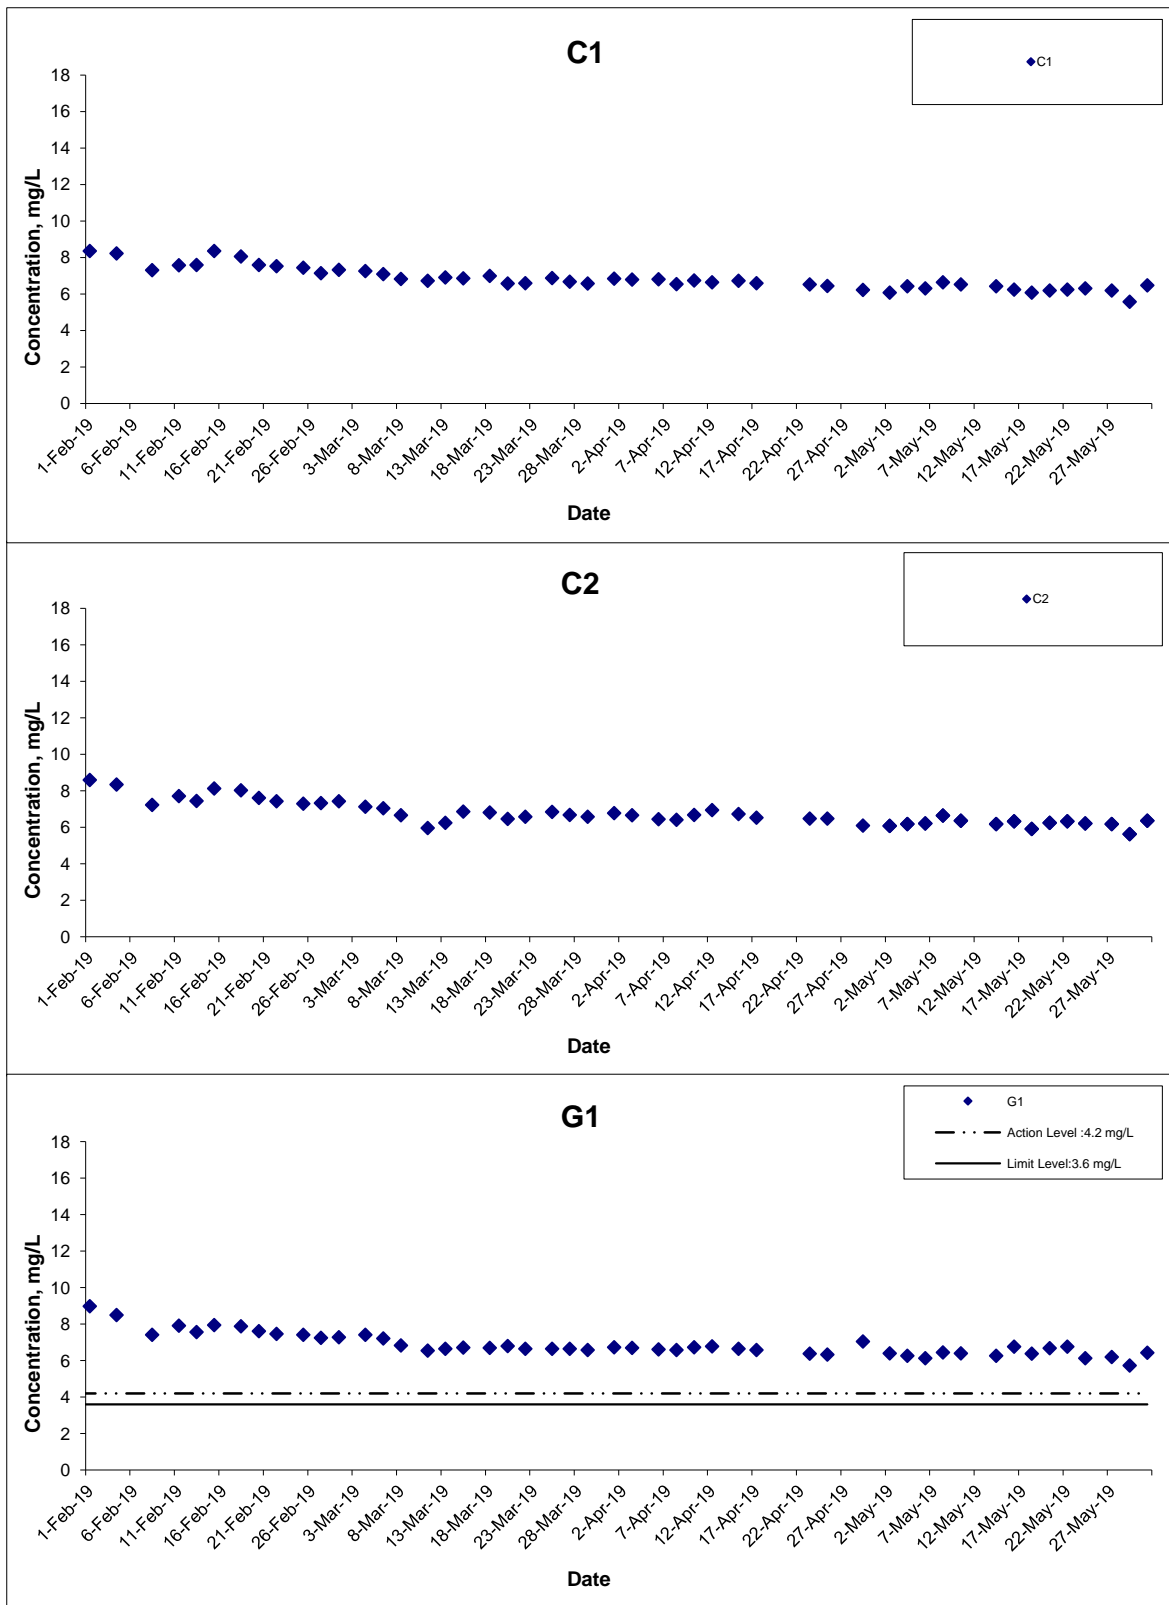 C1
C1
Concentration, mg/L
18
16
14
12
10
8
6
4
2
0
1-Feb-19
6-Feb-19
11-Feb-19
16-Feb-19
21-Feb-19
26-Feb-19
3-Mar-19
8-Mar-19
13-Mar-19
18-Mar-19
23-Mar-19
28-Mar-19
2-Apr-19
7-Apr-19
12-Apr-19
17-Apr-19
22-Apr-19
27-Apr-19
2-May-19
7-May-19
12-May-19
17-May-19
22-May-19
27-May-19
Date
C2
C2
Concentration, mg/L
18
16
14
12
10
8
6
4
2
0
1-Feb-19
6-Feb-19
11-Feb-19
16-Feb-19
21-Feb-19
26-Feb-19
3-Mar-19
8-Mar-19
13-Mar-19
18-Mar-19
23-Mar-19
28-Mar-19
2-Apr-19
7-Apr-19
12-Apr-19
17-Apr-19
22-Apr-19
27-Apr-19
2-May-19
7-May-19
12-May-19
17-May-19
22-May-19
27-May-19
Date
G1
G1
Action Level :4.2 mg/L
Limit Level:3.6 mg/L
Concentration, mg/L
18
16
14
12
10
8
6
4
2
0
1-Feb-19
6-Feb-19
11-Feb-19
16-Feb-19
21-Feb-19
26-Feb-19
3-Mar-19
8-Mar-19
13-Mar-19
18-Mar-19
23-Mar-19
28-Mar-19
2-Apr-19
7-Apr-19
12-Apr-19
17-Apr-19
22-Apr-19
27-Apr-19
2-May-19
7-May-19
12-May-19
17-May-19
22-May-19
27-May-19
Date